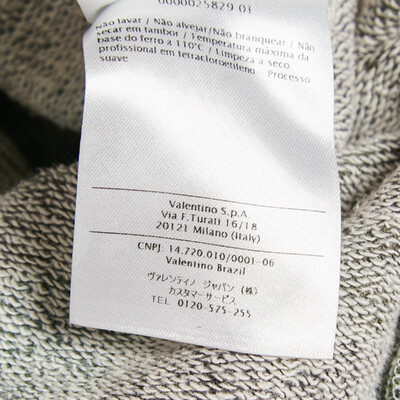 0000025829 01
Não lavar / Não alvejar/Não branquear / Não
secar em tambor / Temperatura máxima da
base do ferro a 110°C / Limpeza a seco
profissional em tetracloroetileno - Processo
suave
Valentino S.p.A.
Via F.Turati 16/18
20121 Milano (Italy)
CNPJ: 14.720.010/0001-06
Valentino Brazil
ヴァレンティノ ジャパン (株)
カスタマーサービス
TEL 0120-575-255